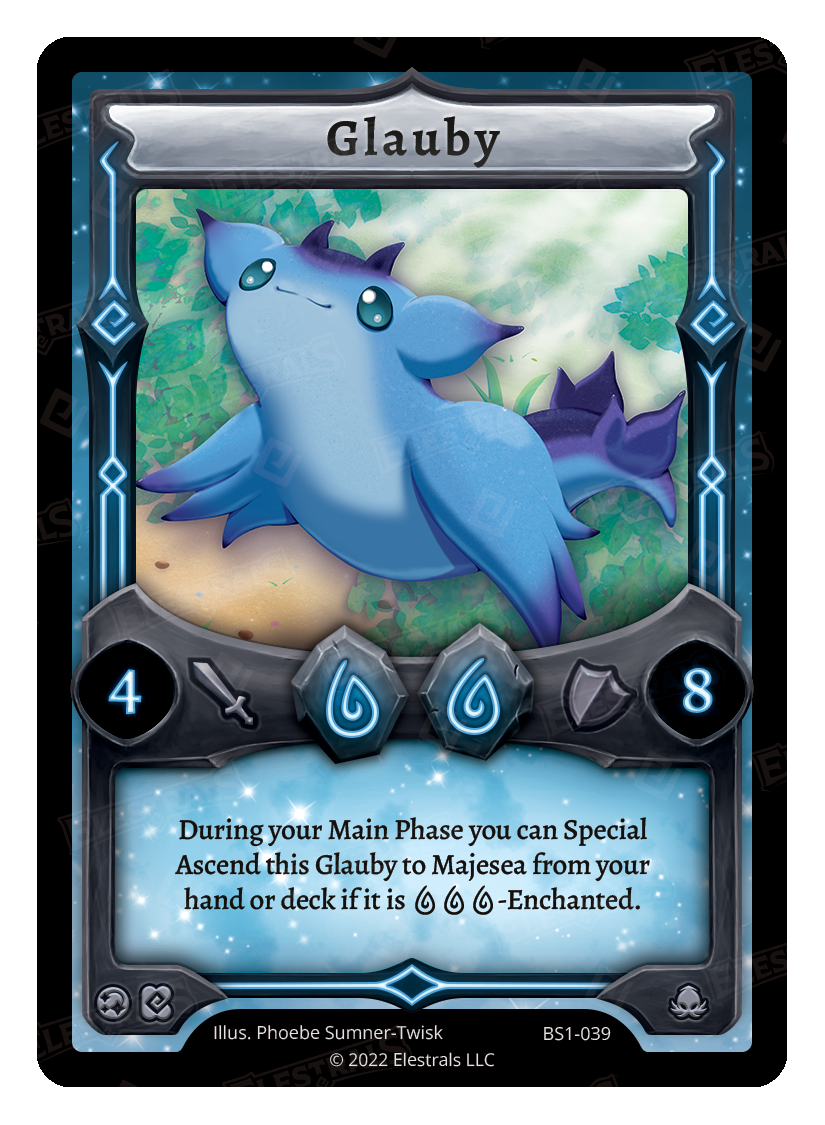 Glauby
4
8
During your Main Phase you can Special
Ascend this Glauby to Majesea from your
hand or deck if it is -Enchanted.
Illus. Phoebe Sumner-Twisk
BS1-039
© 2022 Elestrals LLC
ELESTRALS